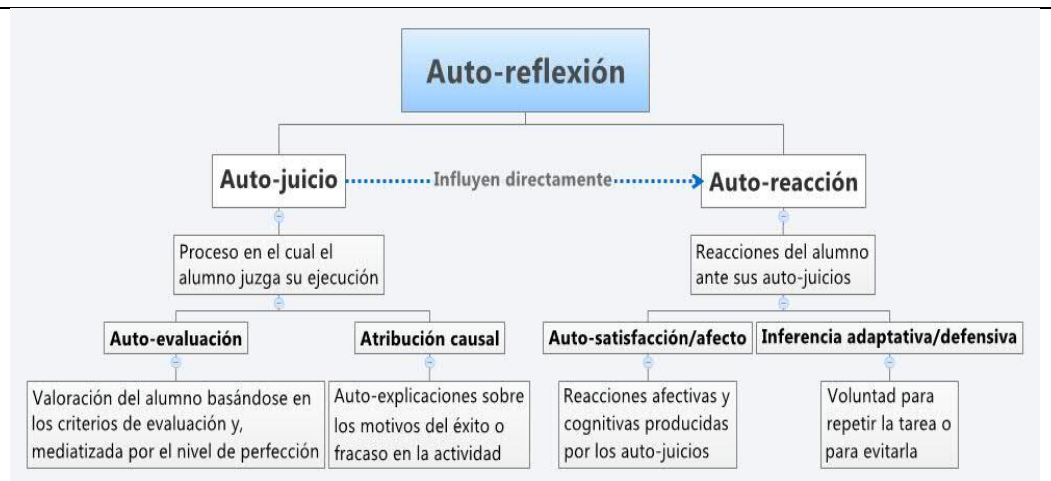 Auto-reflexión
Auto-juicio
Influyen directamente
Auto-reacción
Proceso en el cual el
alumno juzga su ejecución
Reacciones del alumno
ante sus auto-juicios
Auto-evaluación
Atribución causal
Auto-satisfacción/afecto
Inferencia adaptativa/defensiva
Valoración del alumno basándose en
los criterios de evaluación y,
mediatizada por el nivel de perfección
Auto-explicaciones sobre
los motivos del éxito o
fracaso en la actividad
Reacciones afectivas y
cognitivas producidas
por los auto-juicios
Voluntad para
repetir la tarea o
para evitarla